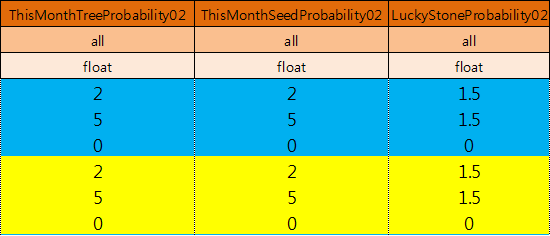 ThisMonthTreeProbability02 ThisMonthSeedProbability02 LuckyStoneProbability02
all all all
float float float
2 2 1.5
5 5 1.5
0 0 0
2 2 1.5
5 5 1.5
0 0 0